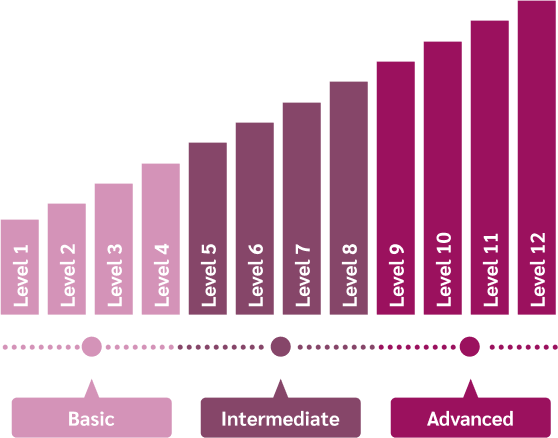 Level 1
Level 2
Level 3
Level 4
Level 5
Level 6
Level 7
Level 8
Level 9
Level 10
Level 11
Level 12
Basic
Intermediate
Advanced